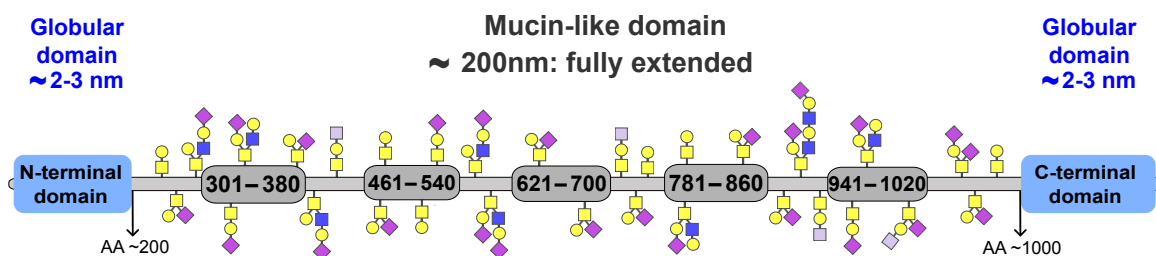 Globular
domain
≈2-3 nm
Mucin-like domain
≈ 200nm: fully extended
Globular
domain
≈2-3 nm
N-terminal
domain
301–380
461–540
621–700
781–860
941–1020
C-terminal
domain
AA ~200
AA ~1000